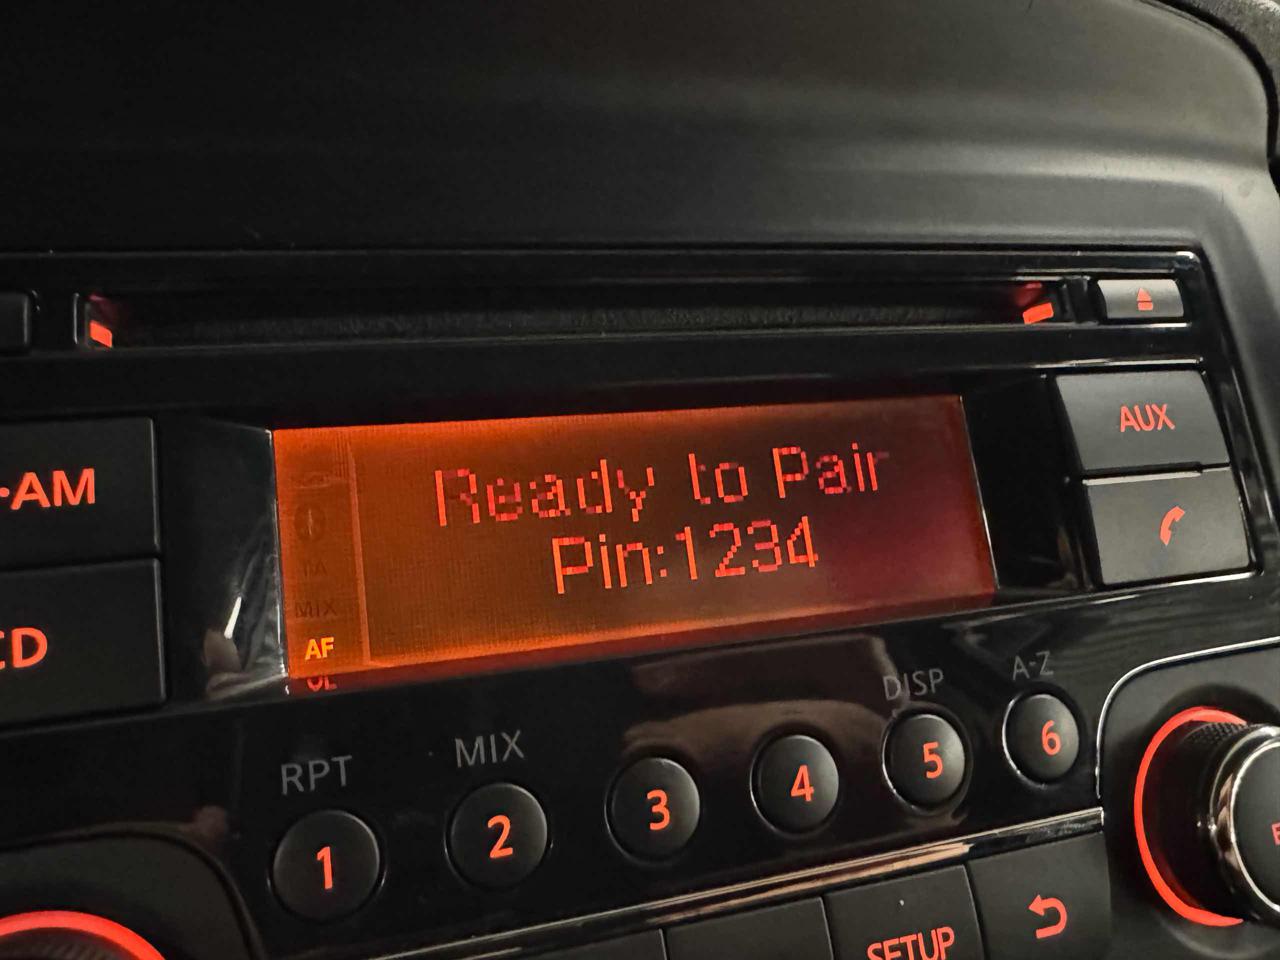 Ready to Pair
Pin:1234
TA
MIX
AF
AUX
·AM
CD
RPT
MIX
DISP
A-Z
1
2
3
4
5
6
SETUP